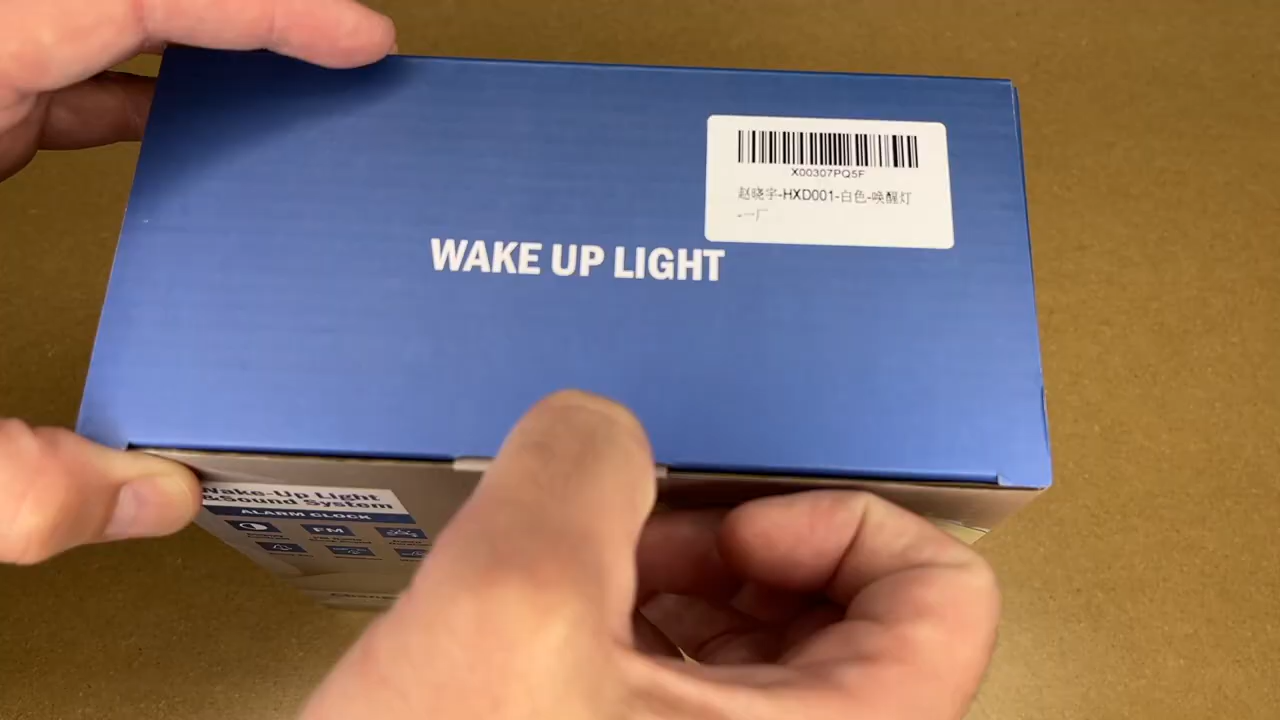 X00307PQ5F
赵晓宇-HXD001-白色-唤醒灯
WAKE UP LIGHT
Wake-Up Light
&Sound System
ALARM CLOCK
FM